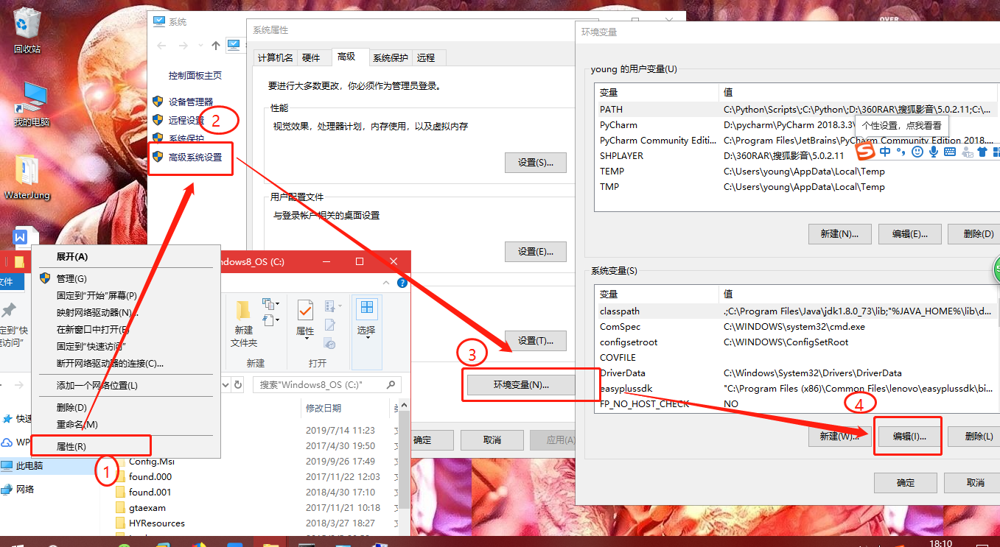 回收站
我的电脑
WaterJung
系统
控制面板主页
设备管理器
远程设置
系统保护
高级系统设置
2
系统属性
计算机名
硬件
高级
系统保护
远程
要进行大多数更改，你必须作为管理员登录。
性能
视觉效果，处理器计划，内存使用，以及虚拟内存
设置(S)...
用户配置文件
与登录帐户相关的桌面设置
设置(E)...
设置(T)...
3
环境变量(N)...
确定
取消
应用(A)
OVER
环境变量
young 的用户变量(U)
变量
值
PATH
C:\Python\Scripts\;C:\Python\;D:\360RAR\搜狐影音\5.0.2.11;C:\...
PyCharm
D:\pycharm\PyCharm 2018.3.3\
个性设置，点我看看
PyCharm Community Editi...
C:\Program Files\JetBrains\PyCharm Community Edition 2018....
SHPLAYER
D:\360RAR\搜狐影音\5.0.2.11
中
TEMP
C:\Users\young\AppData\Local\Temp
TMP
C:\Users\young\AppData\Local\Temp
新建(N)...
编辑(E)...
删除(D)
系统变量(S)
变量
值
classpath
.;C:\Program Files\Java\jdk1.8.0_73\lib;"%JAVA_HOME%\lib\d...
ComSpec
C:\WINDOWS\system32\cmd.exe
configsetroot
C:\WINDOWS\ConfigSetRoot
COVFILE
DriverData
C:\Windows\System32\Drivers\DriverData
easyplussdk
"C:\Program Files (x86)\Common Files\lenovo\easyplussdk\bi...
FP_NO_HOST_CHECK
NO
4
新建(W)...
编辑(I)...
删除(L)
确定
取消
展开(A)
管理(G)
固定到"开始"屏幕(P)
映射网络驱动器(N)...
在新窗口中打开(E)
固定到"快速访问"
断开网络驱动器的连接(C)...
添加一个网络位置(L)
删除(D)
重命名(M)
属性(R)
1
ndows8_OS (C:)
文件
定到"快
速访问"
新建
文件夹
新建
属性
打开
选择
搜索"Windows8_OS (C:)"
修改日期
快速
WP
此电脑
网络
2019/7/14 11:23
2017/4/30 19:50
Config.Msi
2019/9/26 17:49
found.000
2017/11/22 12:03
found.001
2018/4/30 17:10
gtaexam
2017/11/21 10:18
HYResources
2018/3/27 18:27
18:10